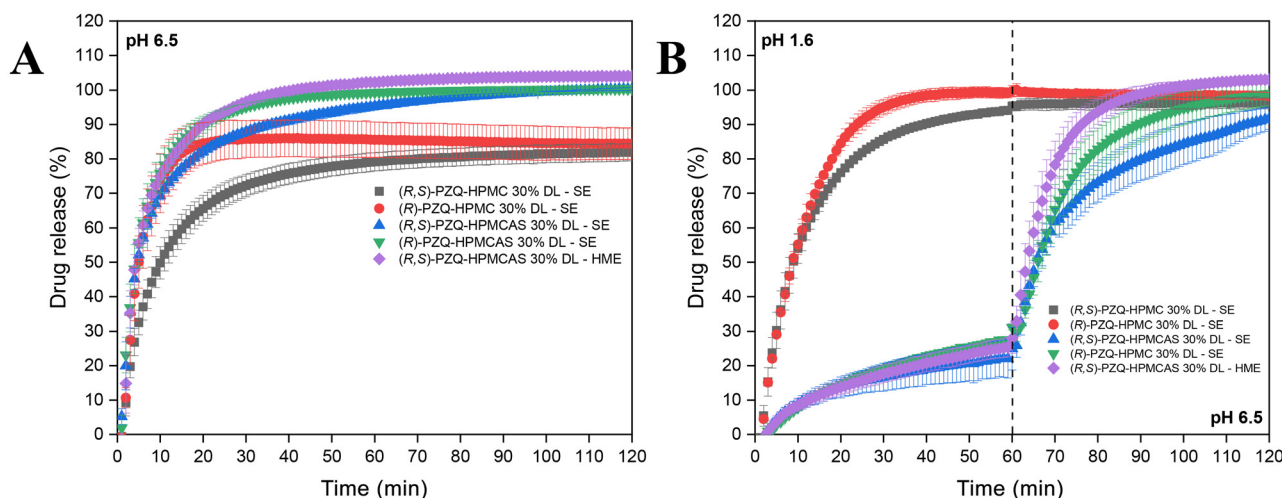 A
pH 6.5
Drug release (%)
120
110
100
90
80
70
60
50
40
30
20
10
0
(R,S)-PZQ-HPMC 30% DL - SE
(R)-PZQ-HPMC 30% DL - SE
(R,S)-PZQ-HPMCAS 30% DL - SE
(R)-PZQ-HPMCAS 30% DL - SE
(R,S)-PZQ-HPMCAS 30% DL - HME
0 10 20 30 40 50 60 70 80 90 100 110 120
Time (min)
B
pH 1.6
Drug release (%)
120
110
100
90
80
70
60
50
40
30
20
10
0
(R,S)-PZQ-HPMC 30% DL - SE
(R)-PZQ-HPMC 30% DL - SE
(R,S)-PZQ-HPMCAS 30% DL - SE
(R)-PZQ-HPMC 30% DL - SE
(R,S)-PZQ-HPMCAS 30% DL - HME
pH 6.5
0 10 20 30 40 50 60 70 80 90 100 110 120
Time (min)